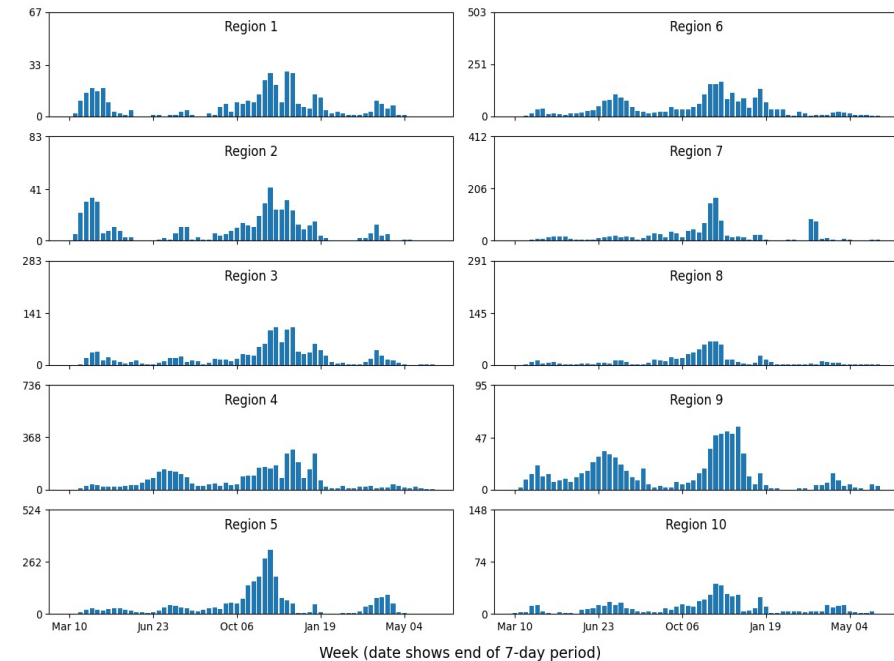 67
33
0
Region 1
503
251
0
Region 6
83
41
0
Region 2
412
206
0
Region 7
283
141
0
Region 3
291
145
0
Region 8
736
368
0
Region 4
95
47
0
Region 9
524
262
0
Region 5
148
74
0
Region 10
Mar 10 Jun 23 Oct 06 Jan 19 May 04
Mar 10 Jun 23 Oct 06 Jan 19 May 04
Week (date shows end of 7-day period)